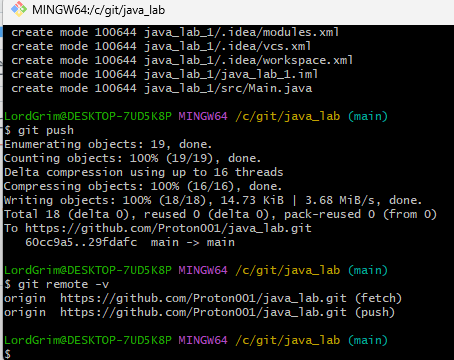 MINGW64:/c/git/java_lab
create mode 100644 java_lab_1/.idea/modules.xml
create mode 100644 java_lab_1/.idea/vcs.xml
create mode 100644 java_lab_1/.idea/workspace.xml
create mode 100644 java_lab_1/java_lab_1.iml
create mode 100644 java_lab_1/src/Main.java
LordGrim@DESKTOP-7UD5K8P MINGW64 /c/git/java_lab (main)
$ git push
Enumerating objects: 19, done.
Counting objects: 100% (19/19), done.
Delta compression using up to 16 threads
Compressing objects: 100% (16/16), done.
Writing objects: 100% (18/18), 14.73 KiB | 3.68 MiB/s, done.
Total 18 (delta 0), reused 0 (delta 0), pack-reused 0 (from 0)
To https://github.com/Proton001/java_lab.git
60cc9a5..29fdafc  main -> main
LordGrim@DESKTOP-7UD5K8P MINGW64 /c/git/java_lab (main)
$ git remote -v
origin  https://github.com/Proton001/java_lab.git (fetch)
origin  https://github.com/Proton001/java_lab.git (push)
LordGrim@DESKTOP-7UD5K8P MINGW64 /c/git/java_lab (main)
$